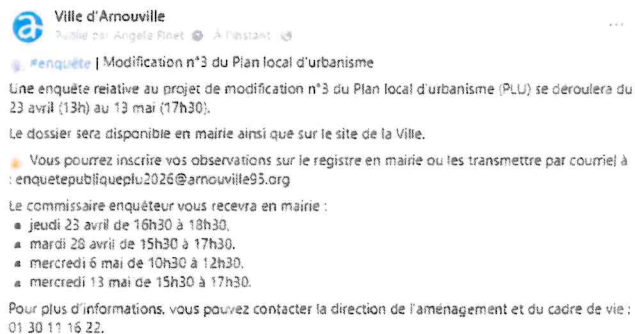 Ville d'Arnouville
Publié par Angela Pinet · À l'instant
#enquête | Modification n°3 du Plan local d'urbanisme
Une enquête relative au projet de modification n°3 du Plan local d'urbanisme (PLU) se deroulera du
23 avril (13h) au 13 mai (17h30).
Le dossier sera disponible en mairie ainsi que sur le site de la Ville.
Vous pourrez inscrire vos observations sur le registre en mairie ou les transmettre par courriel à
: enquetepubliqueplu2026@arnouville95.org
Le commissaire enquêteur vous recevra en mairie :
jeudi 23 avril de 16h30 à 18h30,
mardi 28 avril de 15h30 à 17h30,
mercredi 6 mai de 10h30 à 12h30,
mercredi 13 mai de 15h30 à 17h30.
Pour plus d'informations, vous pouvez contacter la direction de l'aménagement et du cadre de vie :
01 30 11 16 22.